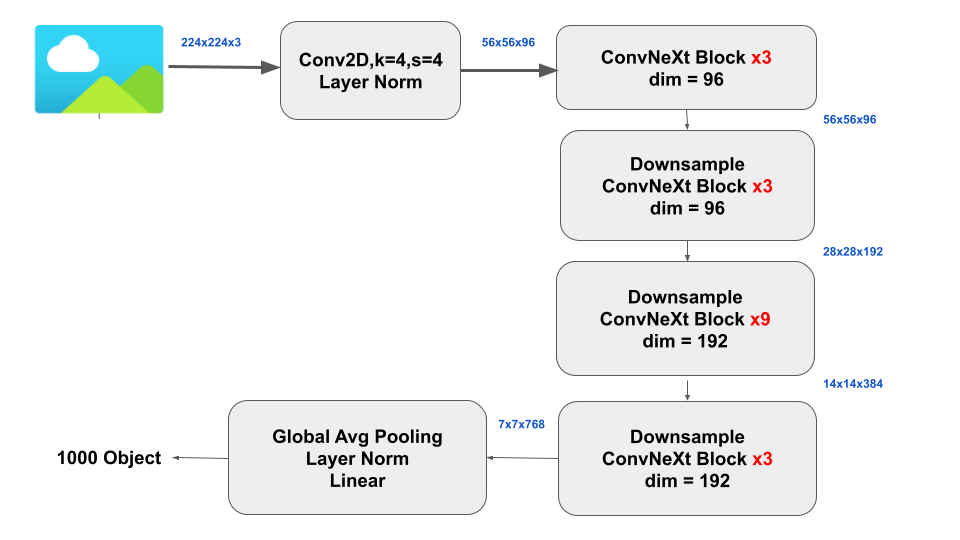 224x224x3
Conv2D,k=4,s=4
Layer Norm
56x56x96
ConvNeXt Block x3
dim = 96
56x56x96
Downsample
ConvNeXt Block x3
dim = 96
28x28x192
Downsample
ConvNeXt Block x9
dim = 192
14x14x384
Downsample
ConvNeXt Block x3
dim = 192
7x7x768
Global Avg Pooling
Layer Norm
Linear
1000 Object